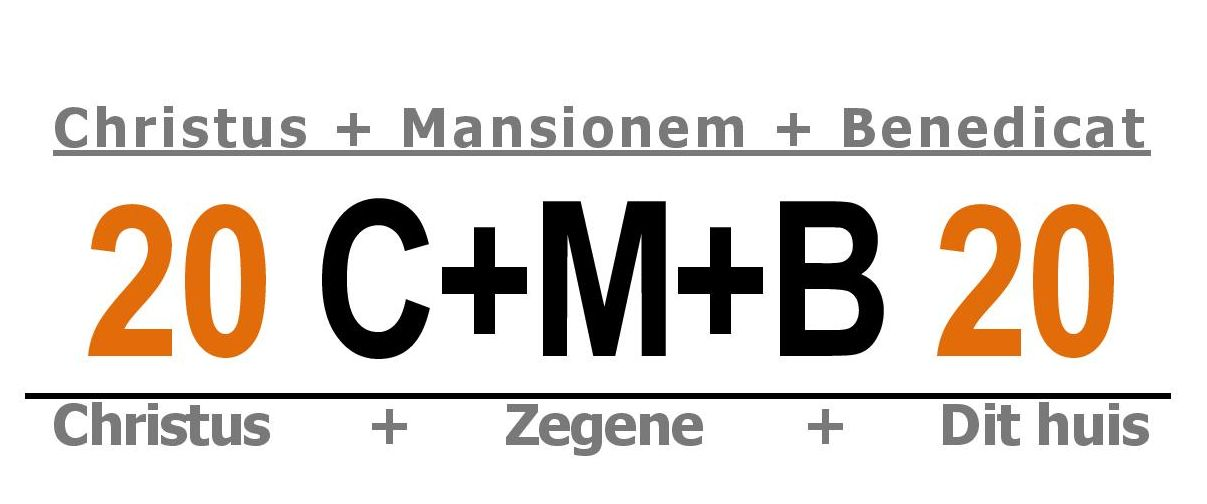 Christus + Mansionem + Benedicat
20 C+M+B 20
Christus + Zegene + Dit huis